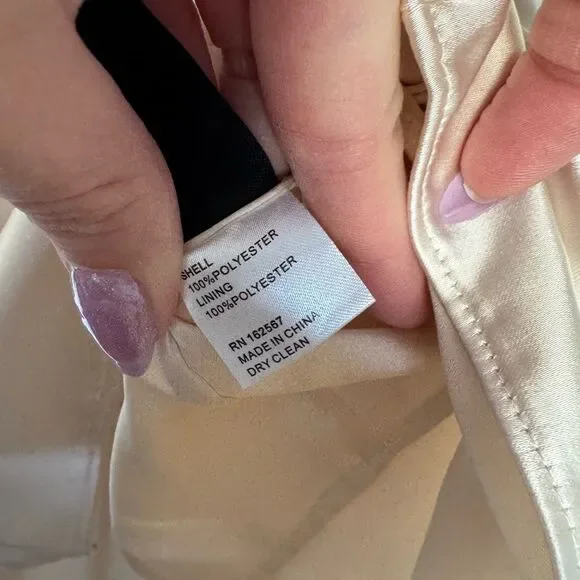 SHELL
100%POLYESTER
LINING
100%POLYESTER
RN 162567
MADE IN CHINA
DRY CLEAN